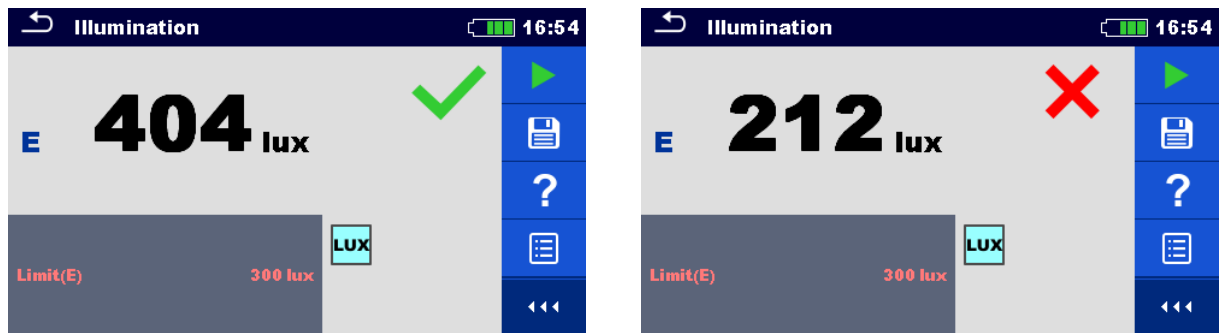 Illumination 16:54
E 404 lux
?
LUX
Limit(E) 300 lux
Illumination 16:54
E 212 lux
?
LUX
Limit(E) 300 lux